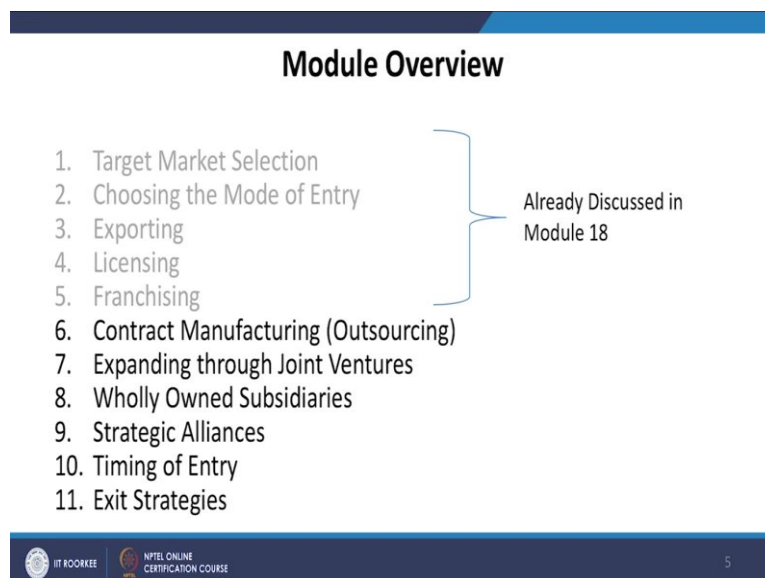 Module Overview
1. Target Market Selection
2. Choosing the Mode of Entry
3. Exporting
4. Licensing
5. Franchising
Already Discussed in
Module 18
6. Contract Manufacturing (Outsourcing)
7. Expanding through Joint Ventures
8. Wholly Owned Subsidiaries
9. Strategic Alliances
10. Timing of Entry
11. Exit Strategies
IIT ROORKEE
NPTEL ONLINE
CERTIFICATION COURSE
5